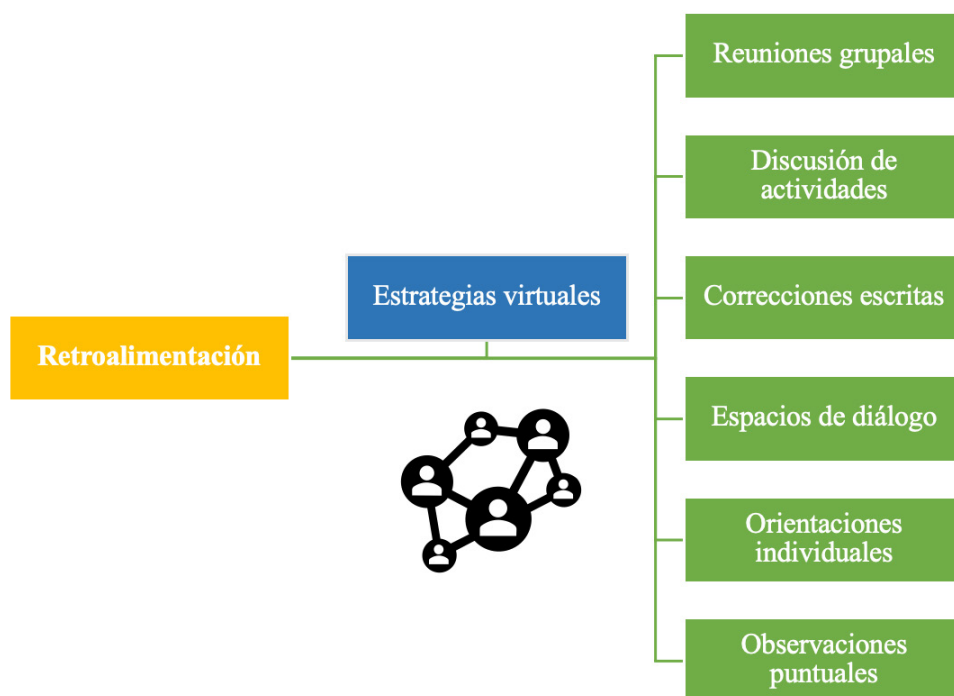 Retroalimentación
Estrategias virtuales
Reuniones grupales
Discusión de
actividades
Correcciones escritas
Espacios de diálogo
Orientaciones
individuales
Observaciones
puntuales